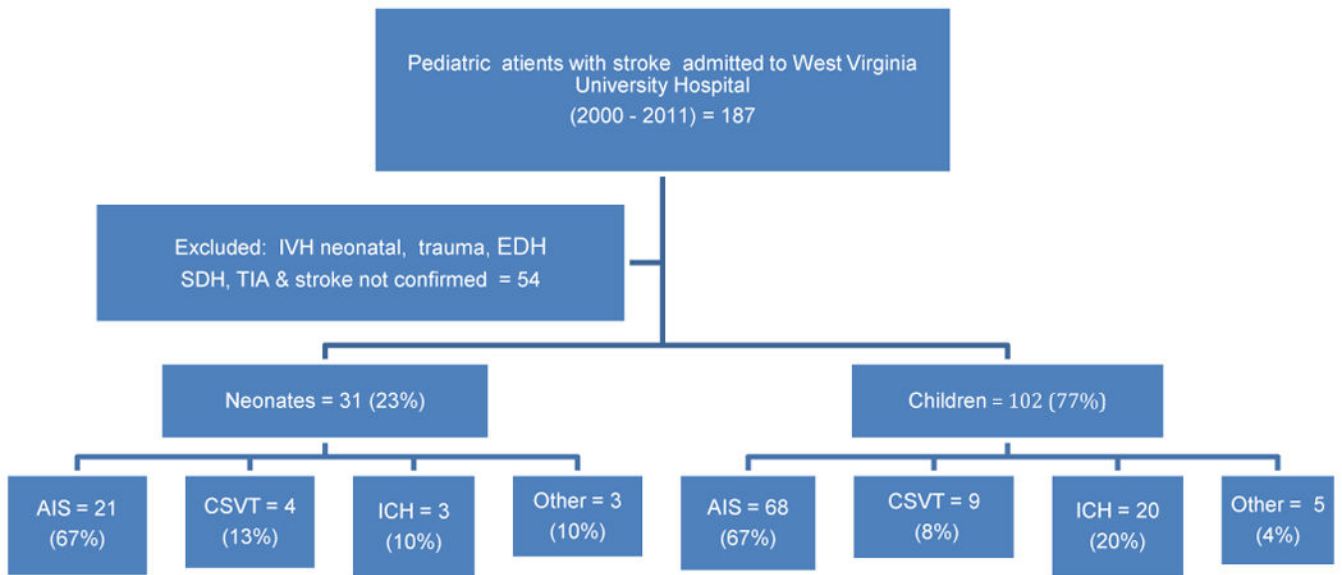 Pediatric atients with stroke admitted to West Virginia
University Hospital
(2000 - 2011) = 187
Excluded: IVH neonatal, trauma, EDH
SDH, TIA & stroke not confirmed = 54
Neonates = 31 (23%)
Children = 102 (77%)
AIS = 21
(67%)
CSVT = 4
(13%)
ICH = 3
(10%)
Other = 3
(10%)
AIS = 68
(67%)
CSVT = 9
(8%)
ICH = 20
(20%)
Other = 5
(4%)